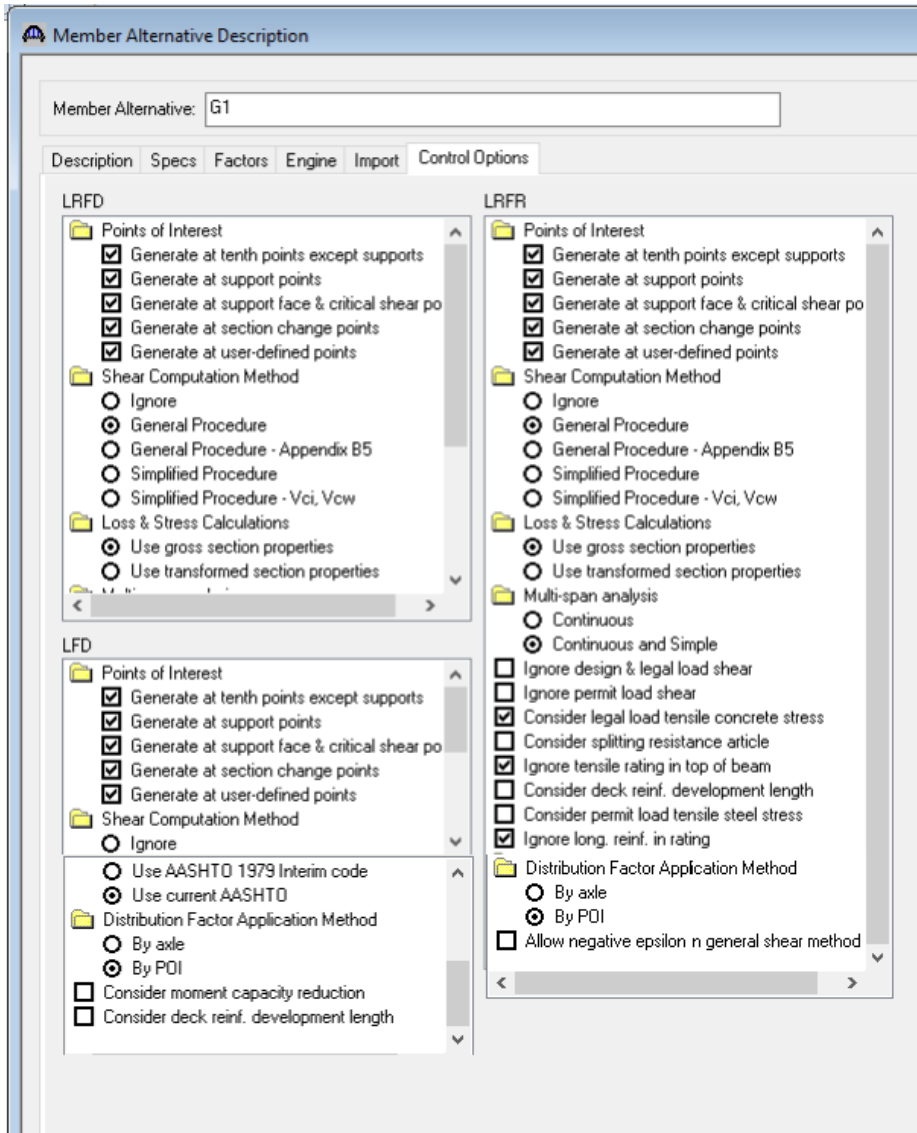 Member Alternative Description
Member Alternative: G1
Description Specs Factors Engine Import Control Options
LRFD
Points of Interest
Generate at tenth points except supports
Generate at support points
Generate at support face & critical shear po
Generate at section change points
Generate at user-defined points
Shear Computation Method
Ignore
General Procedure
General Procedure - Appendix B5
Simplified Procedure
Simplified Procedure - Vci, Vcw
Loss & Stress Calculations
Use gross section properties
Use transformed section properties
LFD
Points of Interest
Generate at tenth points except supports
Generate at support points
Generate at support face & critical shear po
Generate at section change points
Generate at user-defined points
Shear Computation Method
Ignore
Use AASHTO 1979 Interim code
Use current AASHTO
Distribution Factor Application Method
By axle
By POI
Consider moment capacity reduction
Consider deck reinf. development length
LRFR
Points of Interest
Generate at tenth points except supports
Generate at support points
Generate at support face & critical shear po
Generate at section change points
Generate at user-defined points
Shear Computation Method
Ignore
General Procedure
General Procedure - Appendix B5
Simplified Procedure
Simplified Procedure - Vci, Vcw
Loss & Stress Calculations
Use gross section properties
Use transformed section properties
Multi-span analysis
Continuous
Continuous and Simple
Ignore design & legal load shear
Ignore permit load shear
Consider legal load tensile concrete stress
Consider splitting resistance article
Ignore tensile rating in top of beam
Consider deck reinf. development length
Consider permit load tensile steel stress
Ignore long. reinf. in rating
Distribution Factor Application Method
By axle
By POI
Allow negative epsilon n general shear method